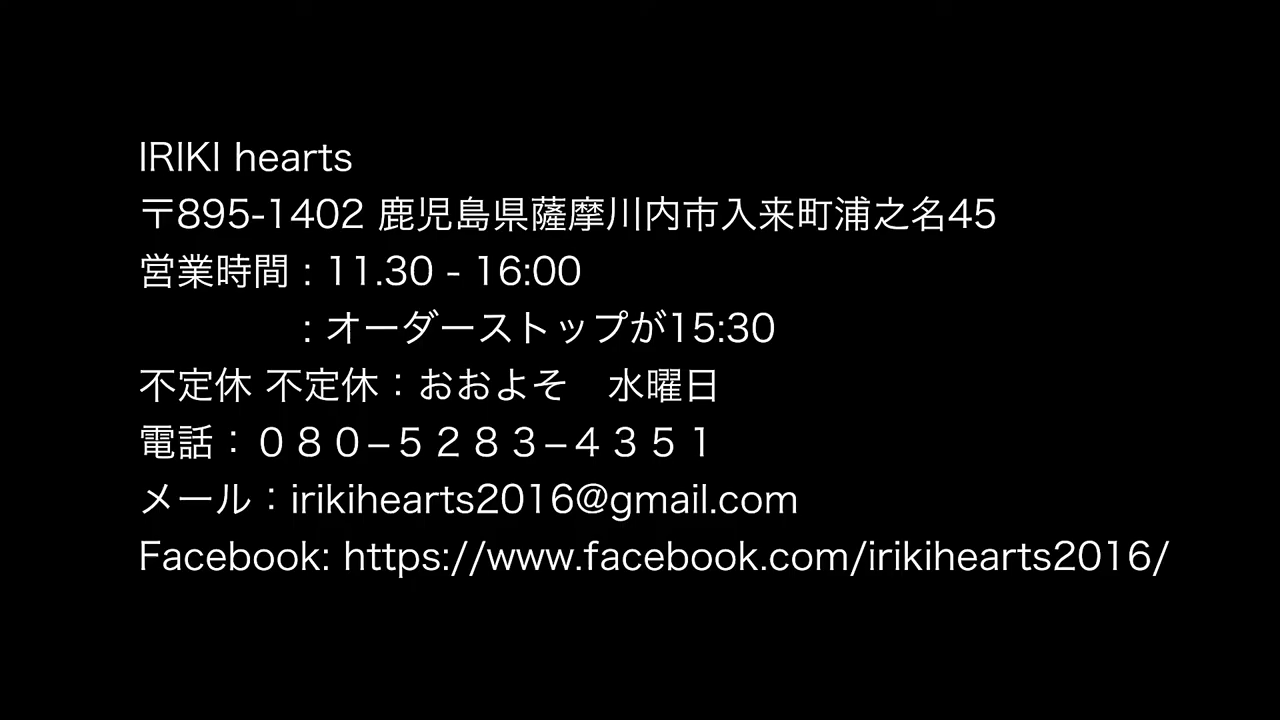 IRIKI hearts
〒895-1402 鹿児島県薩摩川内市入来町浦之名45
営業時間 : 11.30 - 16:00
: オーダーストップが15:30
不定休 不定休：おおよそ　水曜日
電話：０８０−５２８３−４３５１
メール：irikihearts2016@gmail.com
Facebook: https://www.facebook.com/irikihearts2016/